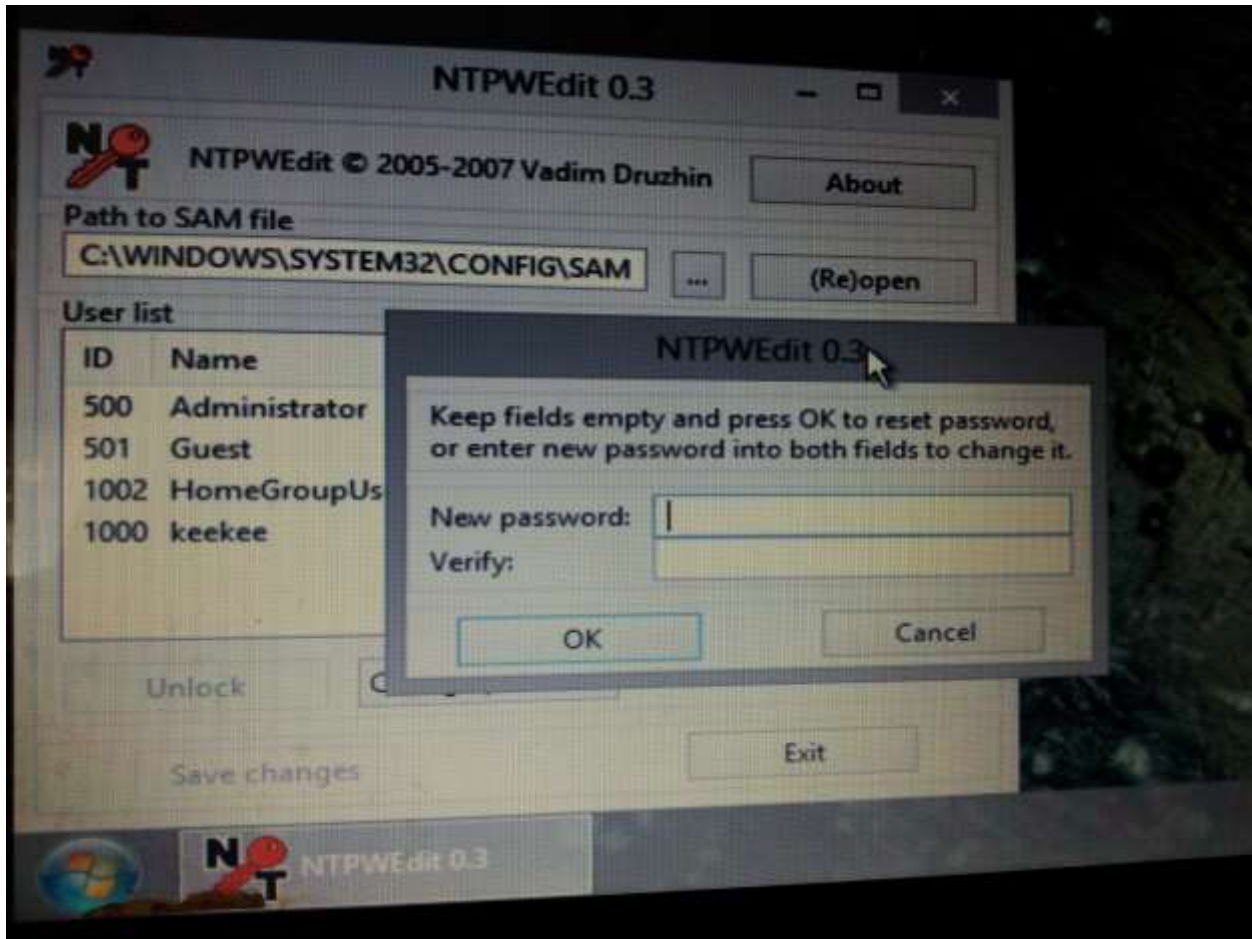 NTPWEdit 0.3
N
T
NTPWEdit © 2005-2007 Vadim Druzhin
About
Path to SAM file
C:\WINDOWS\SYSTEM32\CONFIG\SAM
...
(Re)open
User list
ID Name
500 Administrator
501 Guest
1002 HomeGroupUs
1000 keekee
NTPWEdit 0.3
Keep fields empty and press OK to reset password,
or enter new password into both fields to change it.
New password:
Verify:
OK
Cancel
Unlock
Save changes
Exit
N
T
NTPWEdit 0.3